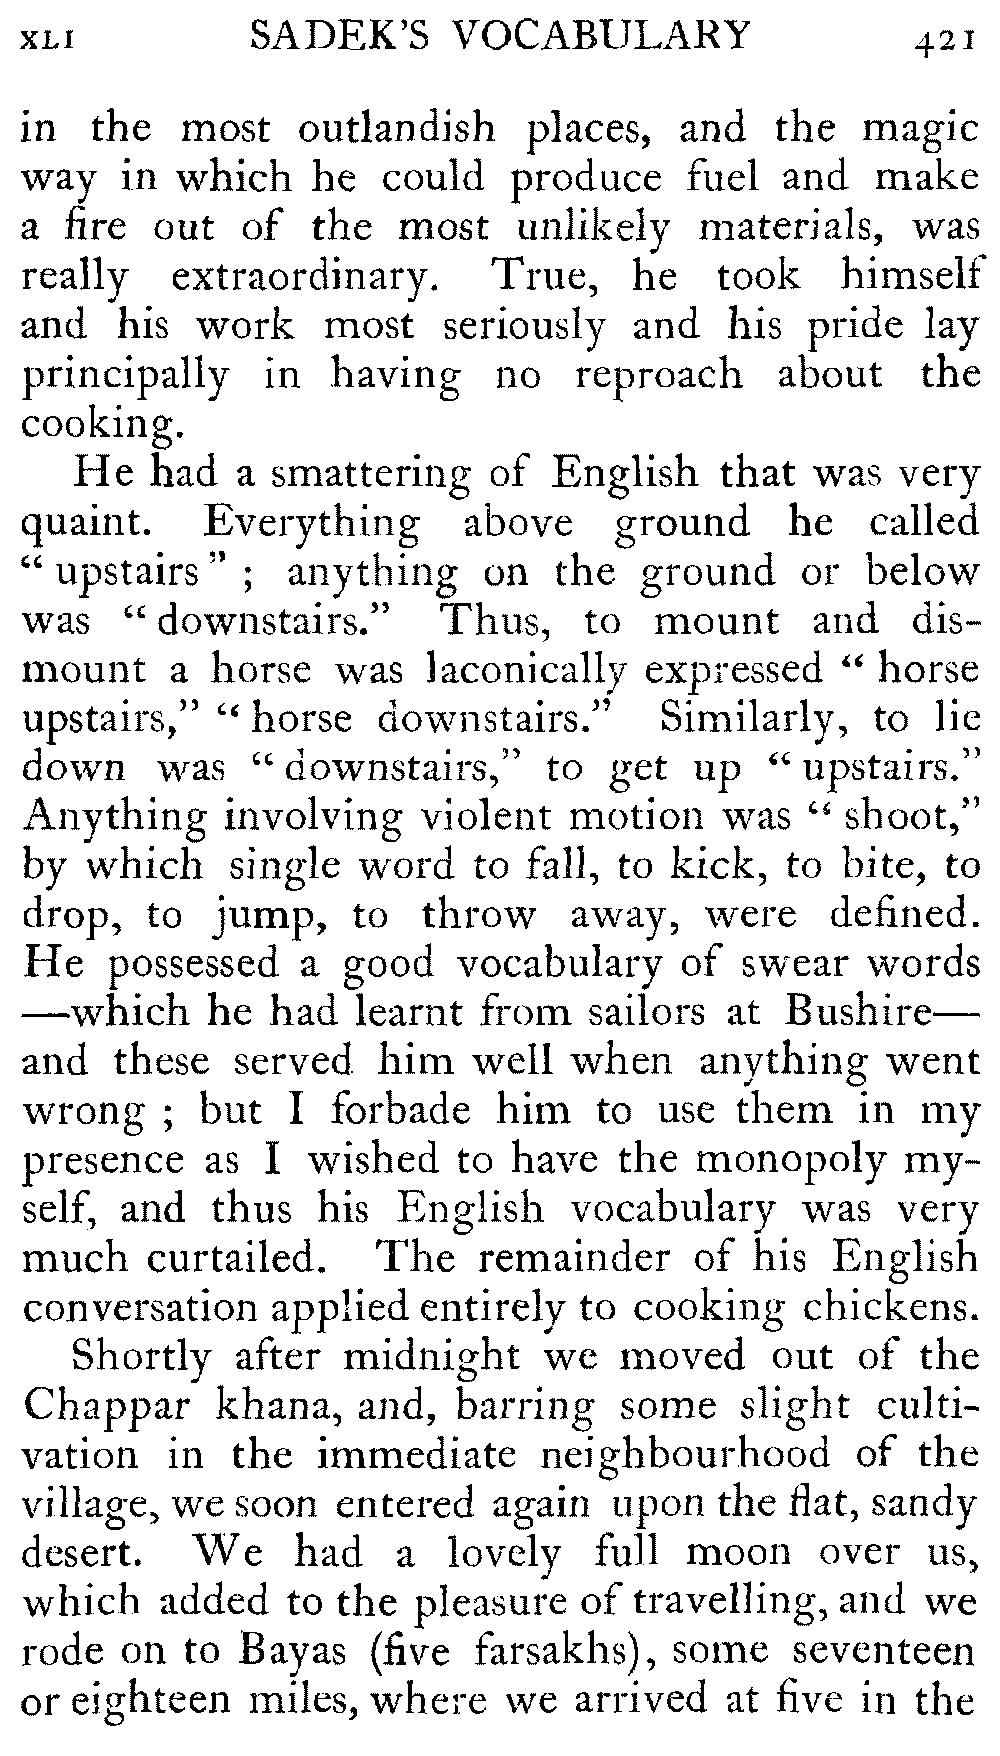 XLI SADEK'S VOCABULARY 421
in the most outlandish places, and the magic
way in which he could produce fuel and make
a fire out of the most unlikely materials, was
really extraordinary. True, he took himself
and his work most seriously and his pride lay
principally in having no reproach about the
cooking.
He had a smattering of English that was very
quaint. Everything above ground he called
“ upstairs ” ; anything on the ground or below
was “ downstairs.” Thus, to mount and dis-
mount a horse was laconically expressed “ horse
upstairs,” “ horse downstairs.” Similarly, to lie
down was “ downstairs,” to get up “ upstairs.”
Anything involving violent motion was “ shoot,”
by which single word to fall, to kick, to bite, to
drop, to jump, to throw away, were defined.
He possessed a good vocabulary of swear words
—which he had learnt from sailors at Bushire—
and these served him well when anything went
wrong ; but I forbade him to use them in my
presence as I wished to have the monopoly my-
self, and thus his English vocabulary was very
much curtailed. The remainder of his English
conversation applied entirely to cooking chickens.
Shortly after midnight we moved out of the
Chappar khana, and, barring some slight culti-
vation in the immediate neighbourhood of the
village, we soon entered again upon the flat, sandy
desert. We had a lovely full moon over us,
which added to the pleasure of travelling, and we
rode on to Bayas (five farsakhs), some seventeen
or eighteen miles, where we arrived at five in the